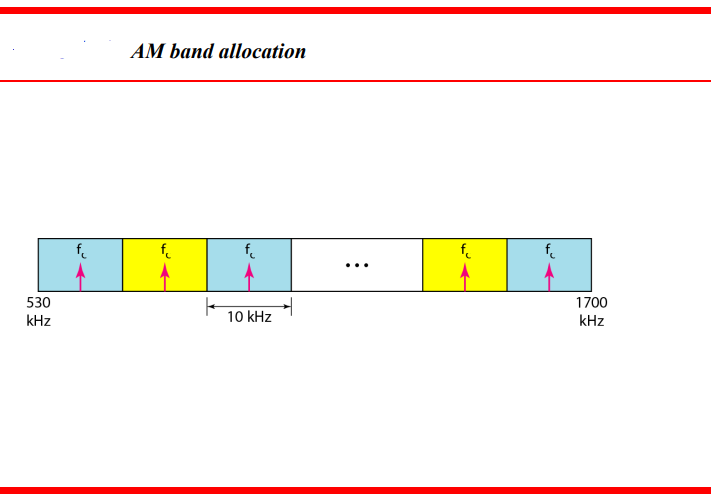 AM band allocation
fc fc fc ... fc fc
530 kHz
10 kHz
1700 kHz